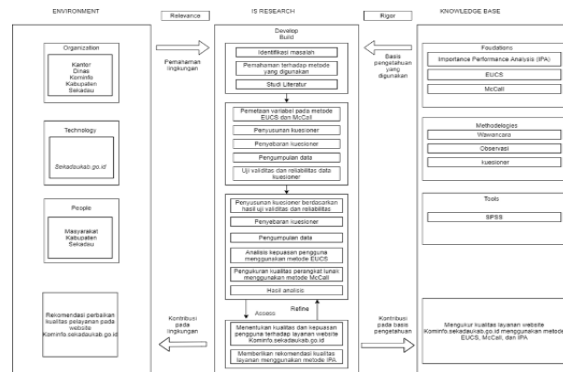 ENVIRONMENT
Relevance
IS RESEARCH
Rigor
KNOWLEDGE BASE
Organization
Kantor
Dinas
Kominfo
Kabupaten
Sekadau
Technology
Sekadaukab.go.id
People
Masyarakat
Kabupaten
Sekadau
Rekomendasi perbaikan
kualitas pelayanan pada
website
Kominfo.sekadaukab.go.id
Pemahaman
lingkungan
Kontribusi
pada
lingkungan
Develop
Build
Identifikasi masalah
Pemahaman terhadap metode
yang digunakan
Studi Literatur
Pemetaan variabel pada metode
EUCS dan McCall
Penyusunan kuesioner
Penyebaran kuesioner
Pengumpulan data
Uji validitas dan reliabilitas data
kuesioner
Penyusunan kuesioner berdasarkan
hasil uji validitas dan reliabilitas
Penyebaran kuesioner
Pengumpulan data
Analisis kepuasan pengguna
menggunakan metode EUCS
Pengukuran kualitas perangkat lunak
menggunakan metode McCall
Hasil analisis
Assess
Refine
Menentukan kualitas dan kepuasan
pengguna terhadap layanan website
Kominfo.sekadaukab.go.id
Memberikan rekomendasi kualitas
layanan menggunakan metode IPA
Basis
pengetahuan
yang
digunakan
Kontribusi
pada basis
pengetahuan
Foudations
Importance Performance Analysis (IPA)
EUCS
McCall
Methodelogies
Wawancara
Observasi
kuesioner
Tools
SPSS
Mengukur kualitas layanan website
Kominfo.sekadaukab.go.id menggunakan metode
EUCS, McCall, dan IPA